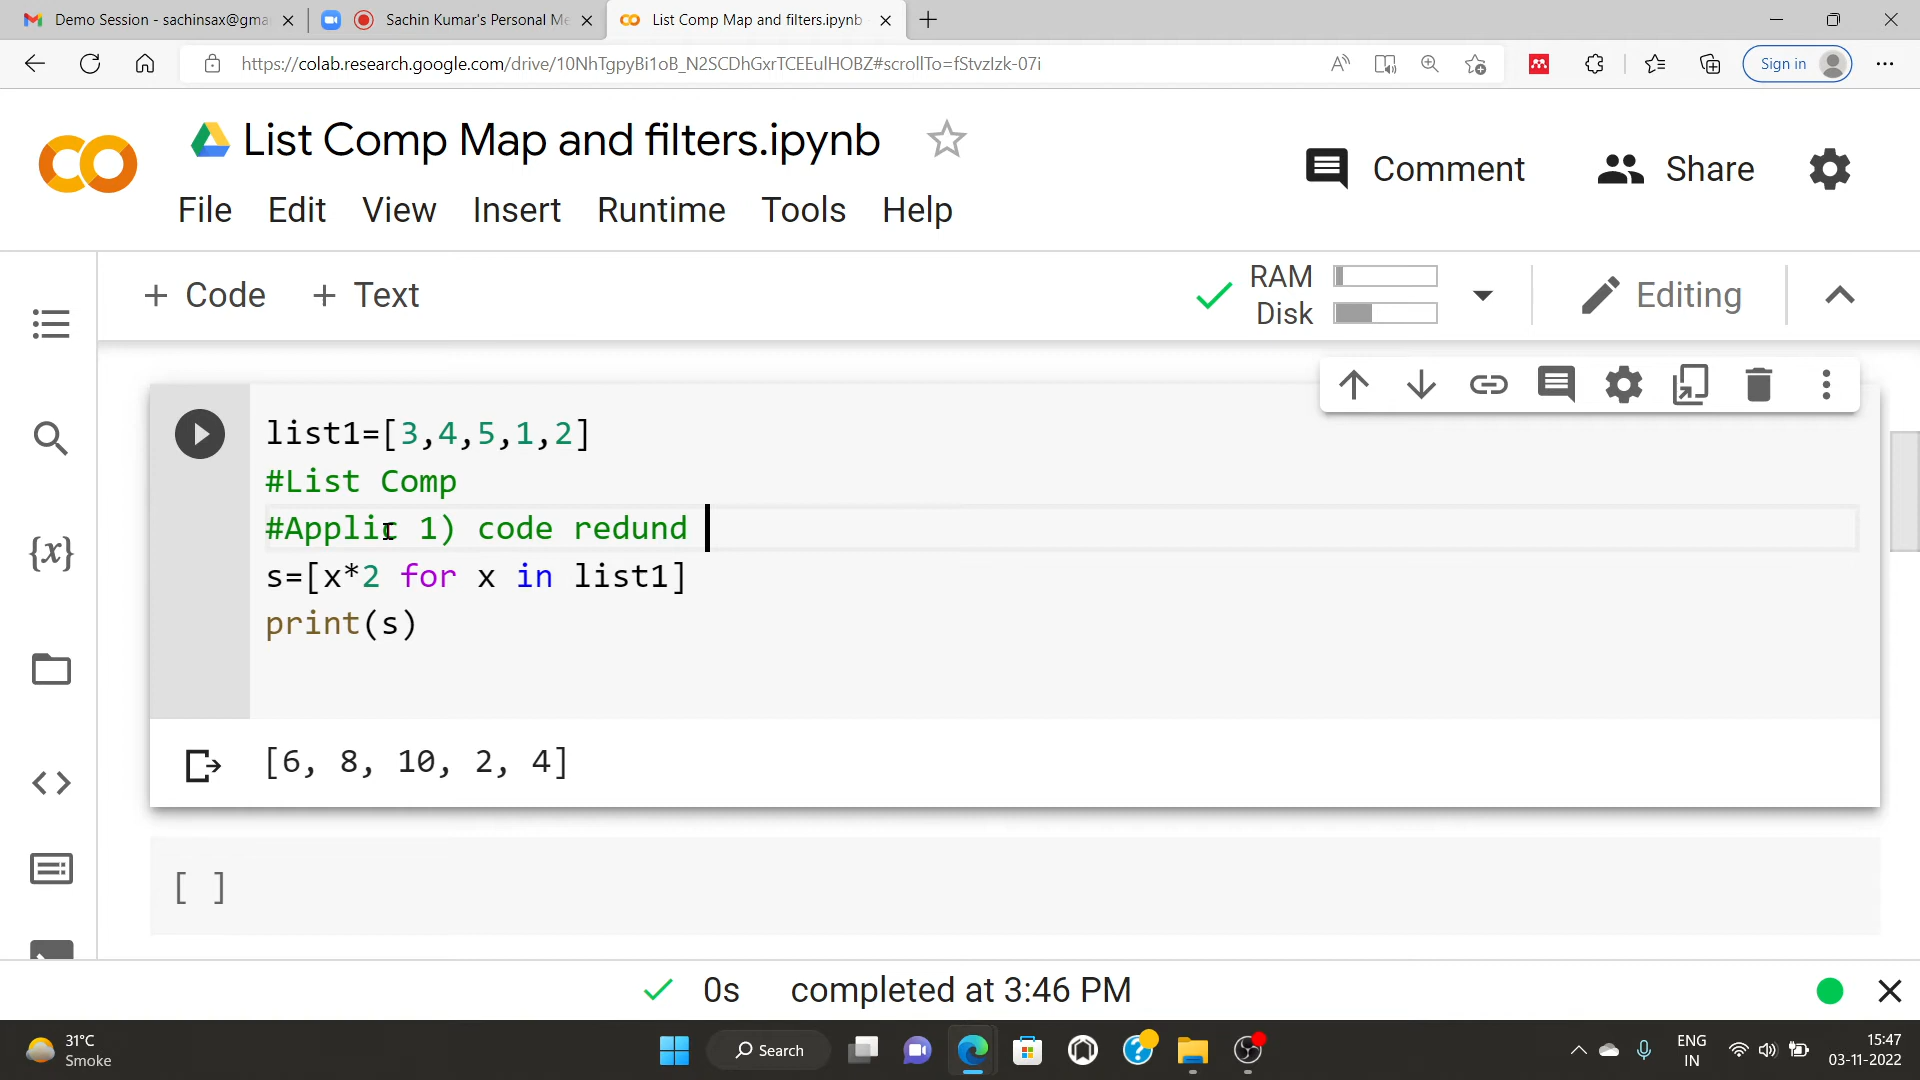 Demo Session - sachinsax@gma
Sachin Kumar's Personal Me
List Comp Map and filters.ipynb
https://colab.research.google.com/drive/10NhTgpyBi1oB_N2SCDhGxrTCEEulHOBZ#scrollTo=fStvzIzk-07i
Sign in
List Comp Map and filters.ipynb
Comment
Share
File Edit View Insert Runtime Tools Help
+ Code + Text
RAM
Disk
Editing
list1=[3,4,5,1,2]
#List Comp
#Applic 1) code redund
s=[x*2 for x in list1]
print(s)
{x}
[6, 8, 10, 2, 4]
[ ]
0s completed at 3:46 PM
31°C
Smoke
Search
ENG
IN
15:47
03-11-2022